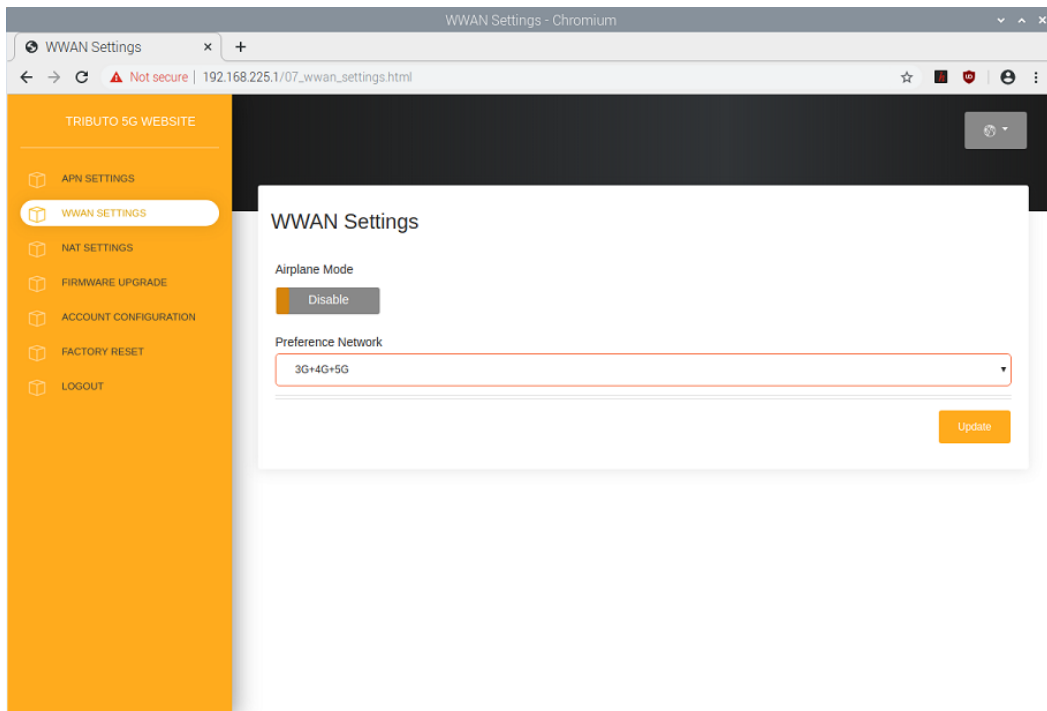 WWAN Settings - Chromium
WWAN Settings
Not secure | 192.168.225.1/07_wwan_settings.html
TRIBUTO 5G WEBSITE
APN SETTINGS
WWAN SETTINGS
NAT SETTINGS
FIRMWARE UPGRADE
ACCOUNT CONFIGURATION
FACTORY RESET
LOGOUT
WWAN Settings
Airplane Mode
Disable
Preference Network
3G+4G+5G
Update